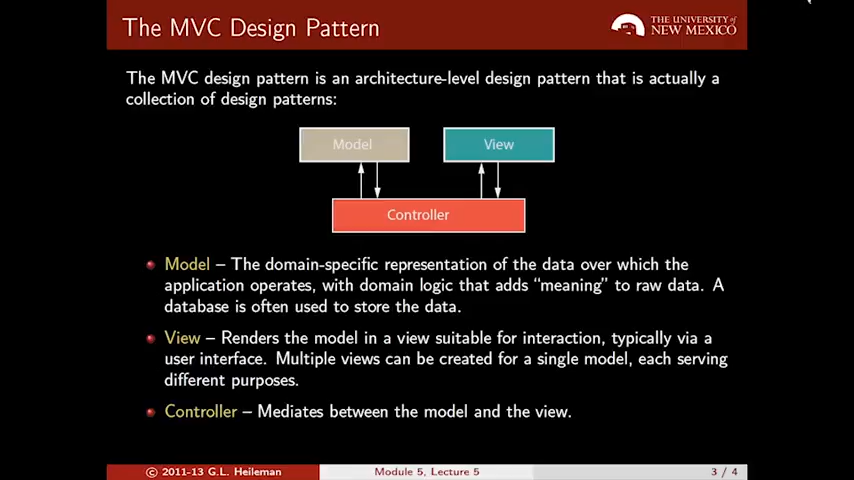 The MVC Design Pattern
THE UNIVERSITY of
NEW MEXICO
The MVC design pattern is an architecture-level design pattern that is actually a
collection of design patterns:
Model
View
Controller
Model – The domain-specific representation of the data over which the
application operates, with domain logic that adds “meaning” to raw data. A
database is often used to store the data.
View – Renders the model in a view suitable for interaction, typically via a
user interface. Multiple views can be created for a single model, each serving
different purposes.
Controller – Mediates between the model and the view.
© 2011-13 G.L. Heileman
Module 5, Lecture 5
3 / 4